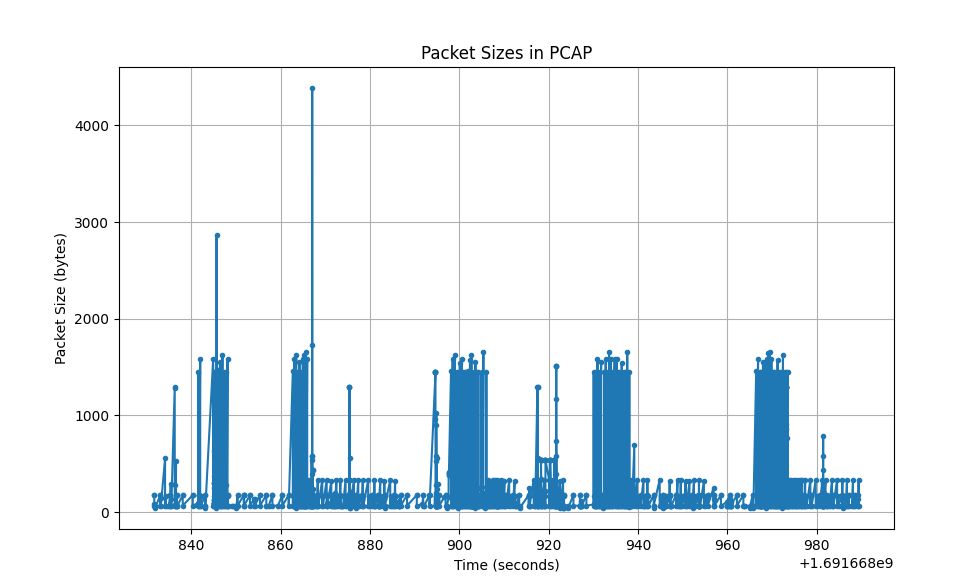 Packet Sizes in PCAP
Packet Size (bytes)
4000
3000
2000
1000
0
840 860 880 900 920 940 960 980
Time (seconds)
+1.691668e9